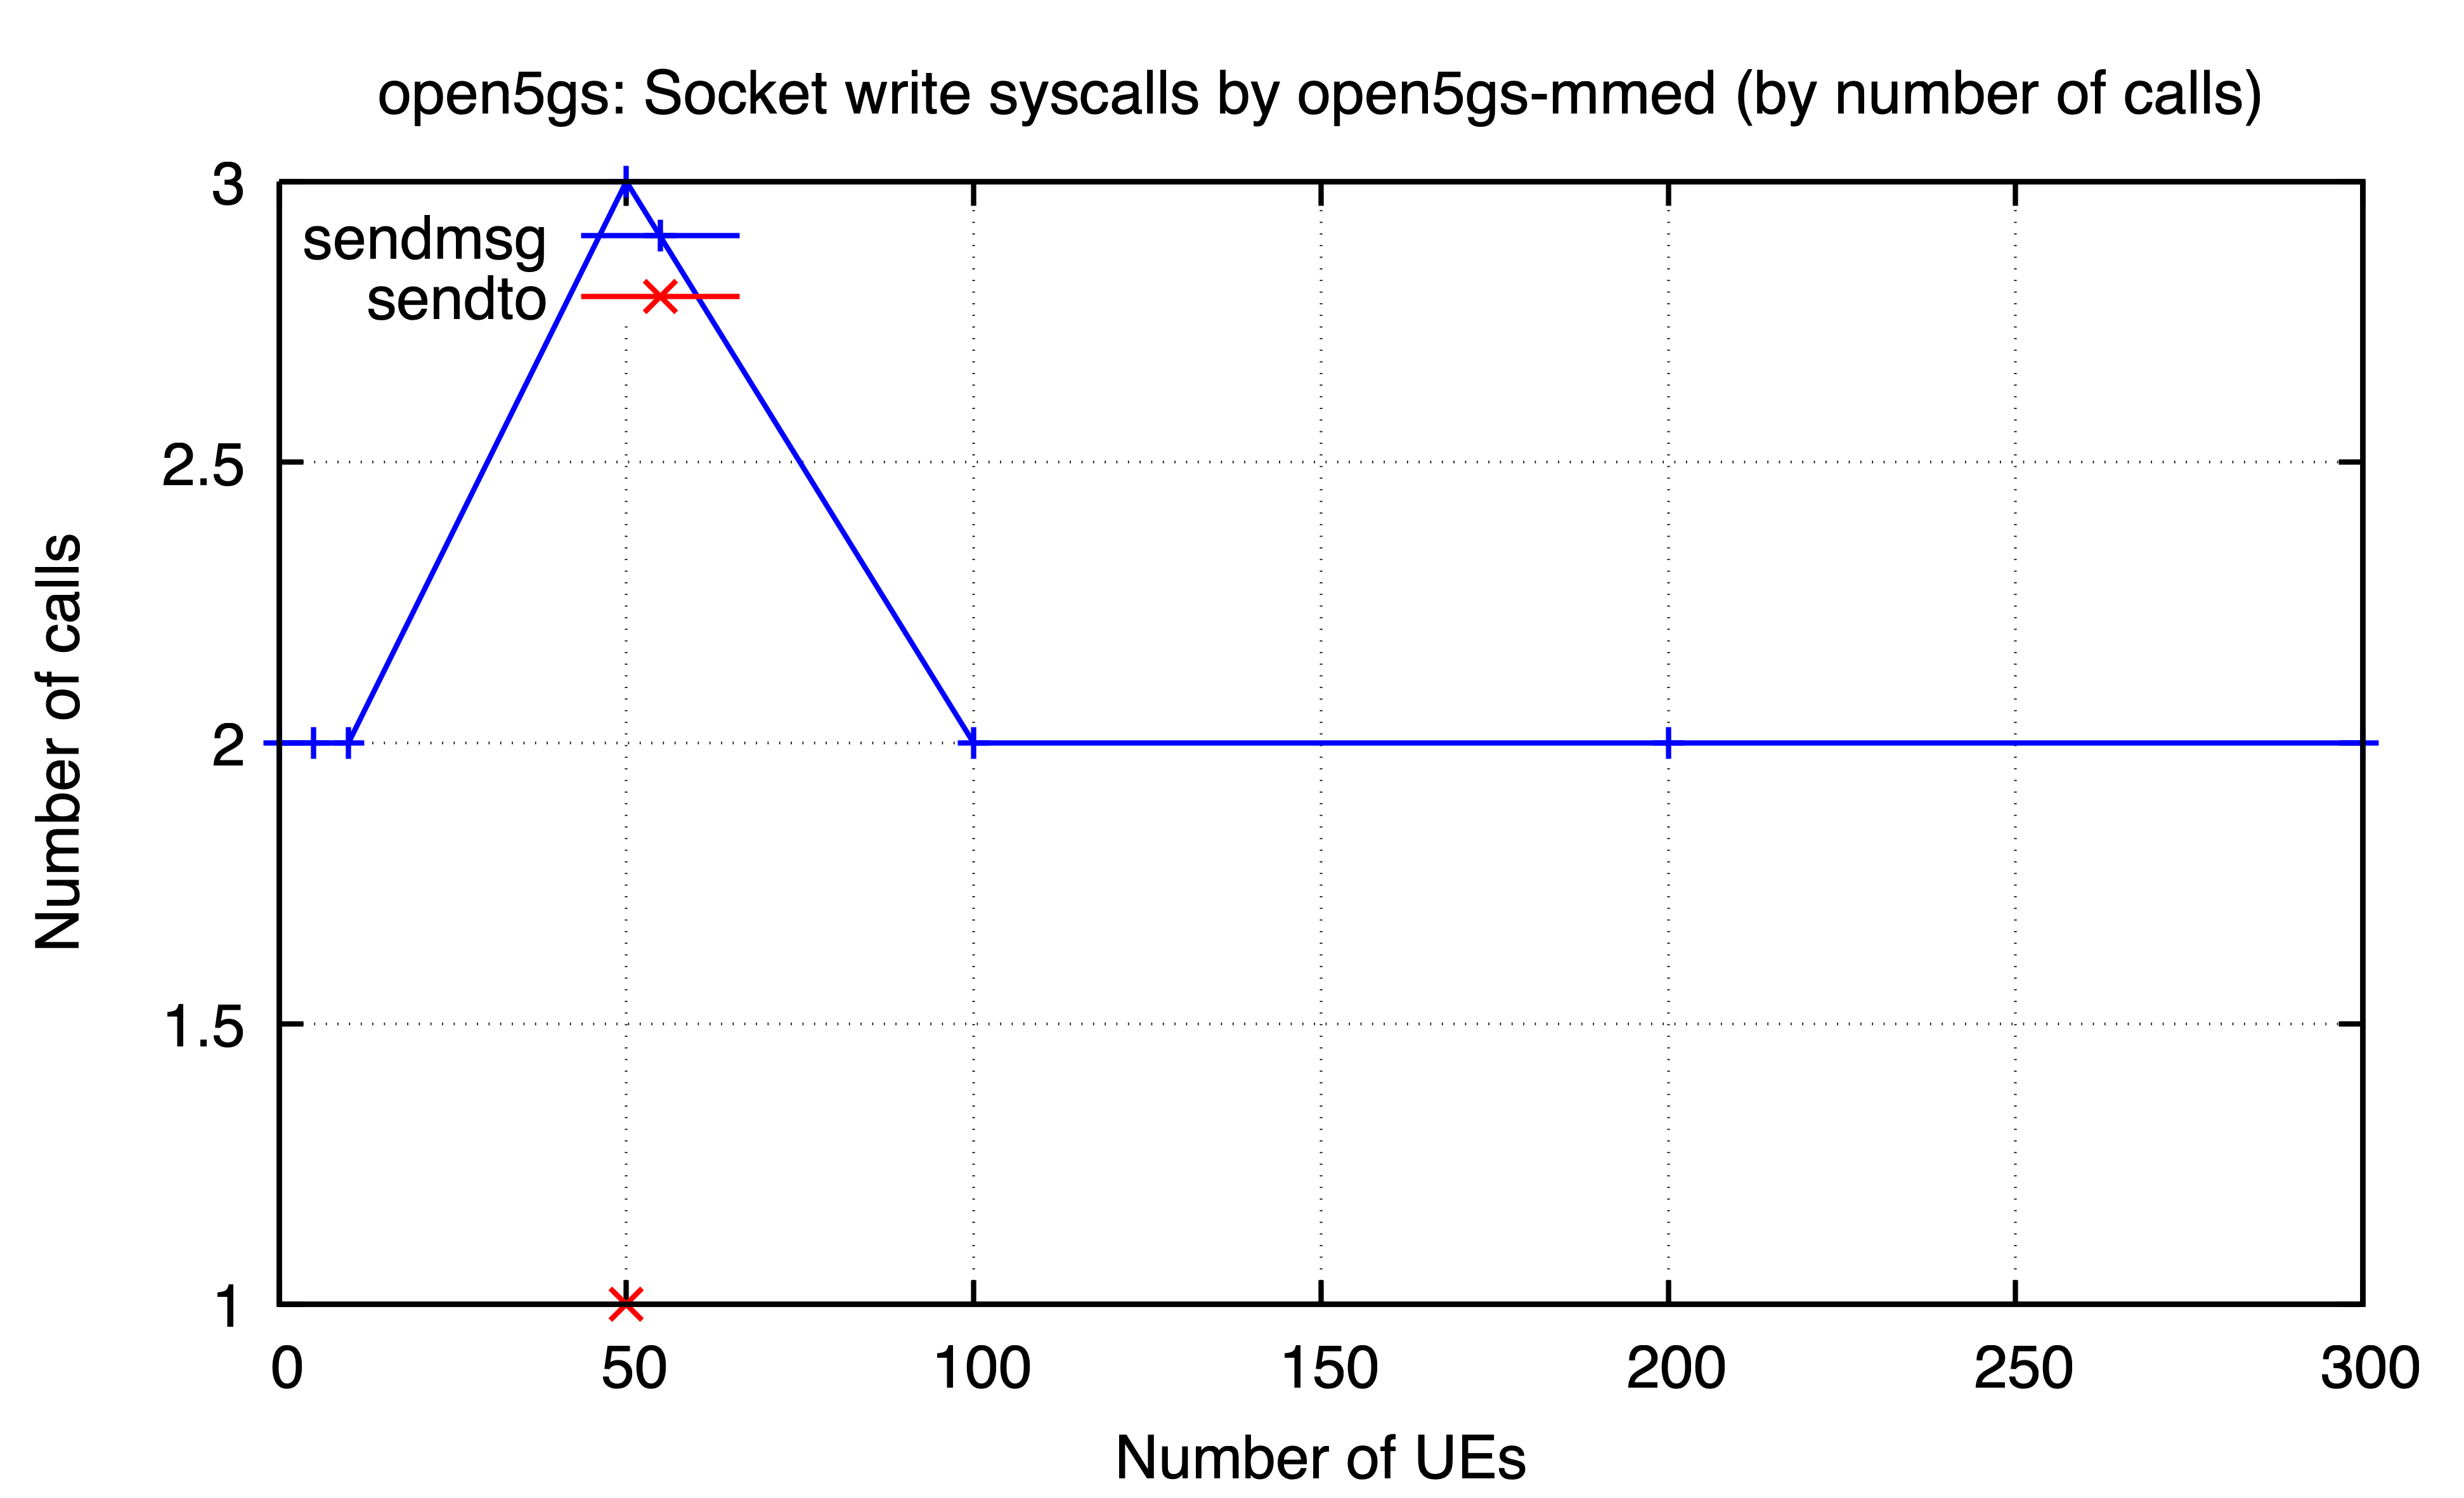 open5gs: Socket write syscalls by open5gs-mmed (by number of calls)
3
sendmsg
sendto
2.5
Number of calls
2
1.5
1
0 50 100 150 200 250 300
Number of UEs